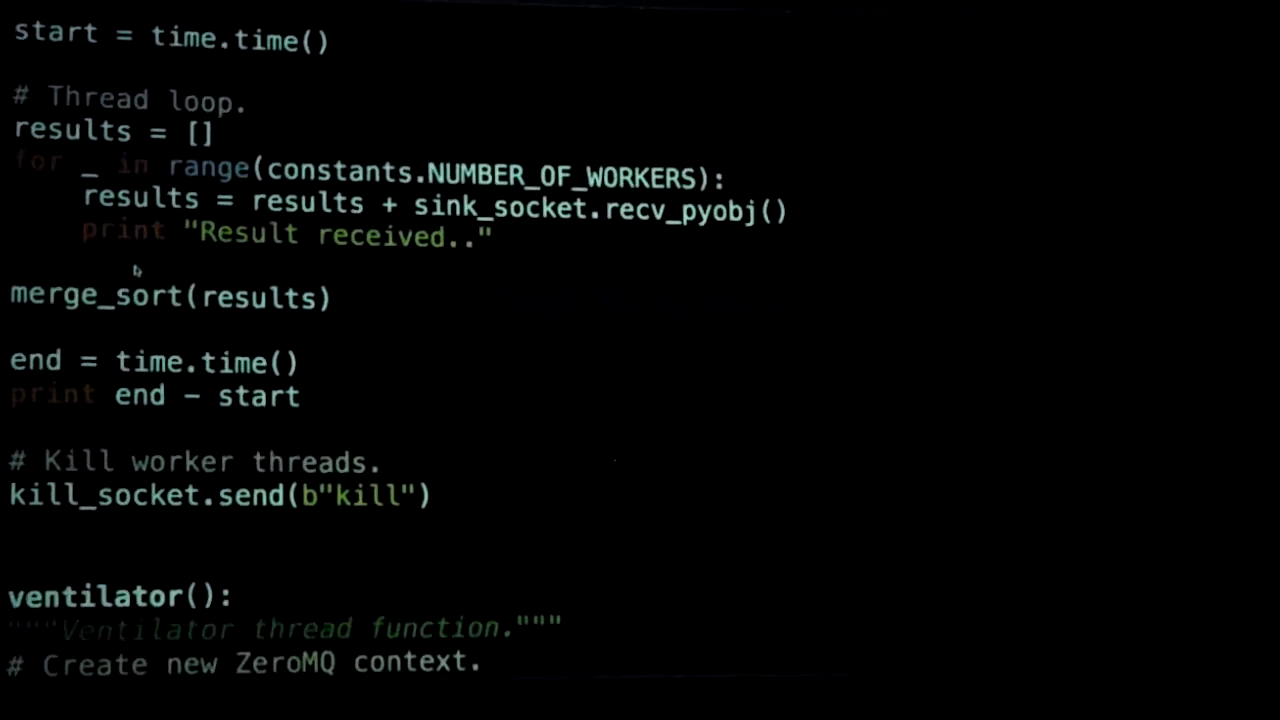 start = time.time()
# Thread loop.
results = []
for _ in range(constants.NUMBER_OF_WORKERS):
results = results + sink_socket.recv_pyobj()
print "Result received.."
merge_sort(results)
end = time.time()
print end - start
# Kill worker threads.
kill_socket.send(b"kill")
ventilator():
"""Ventilator thread function."""
# Create new ZeroMQ context.